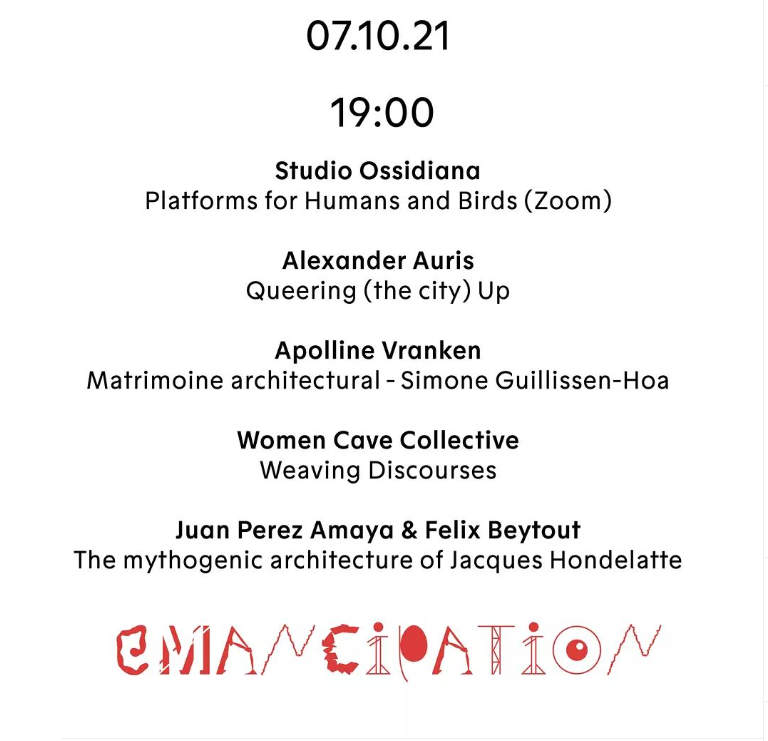 07.10.21
19:00
Studio Ossidiana
Platforms for Humans and Birds (Zoom)
Alexander Auris
Queering (the city) Up
Apolline Vranken
Matrimoine architectural - Simone Guillissen-Hoa
Women Cave Collective
Weaving Discourses
Juan Perez Amaya & Felix Beytout
The mythogenic architecture of Jacques Hondelatte
eMANCiPATiON